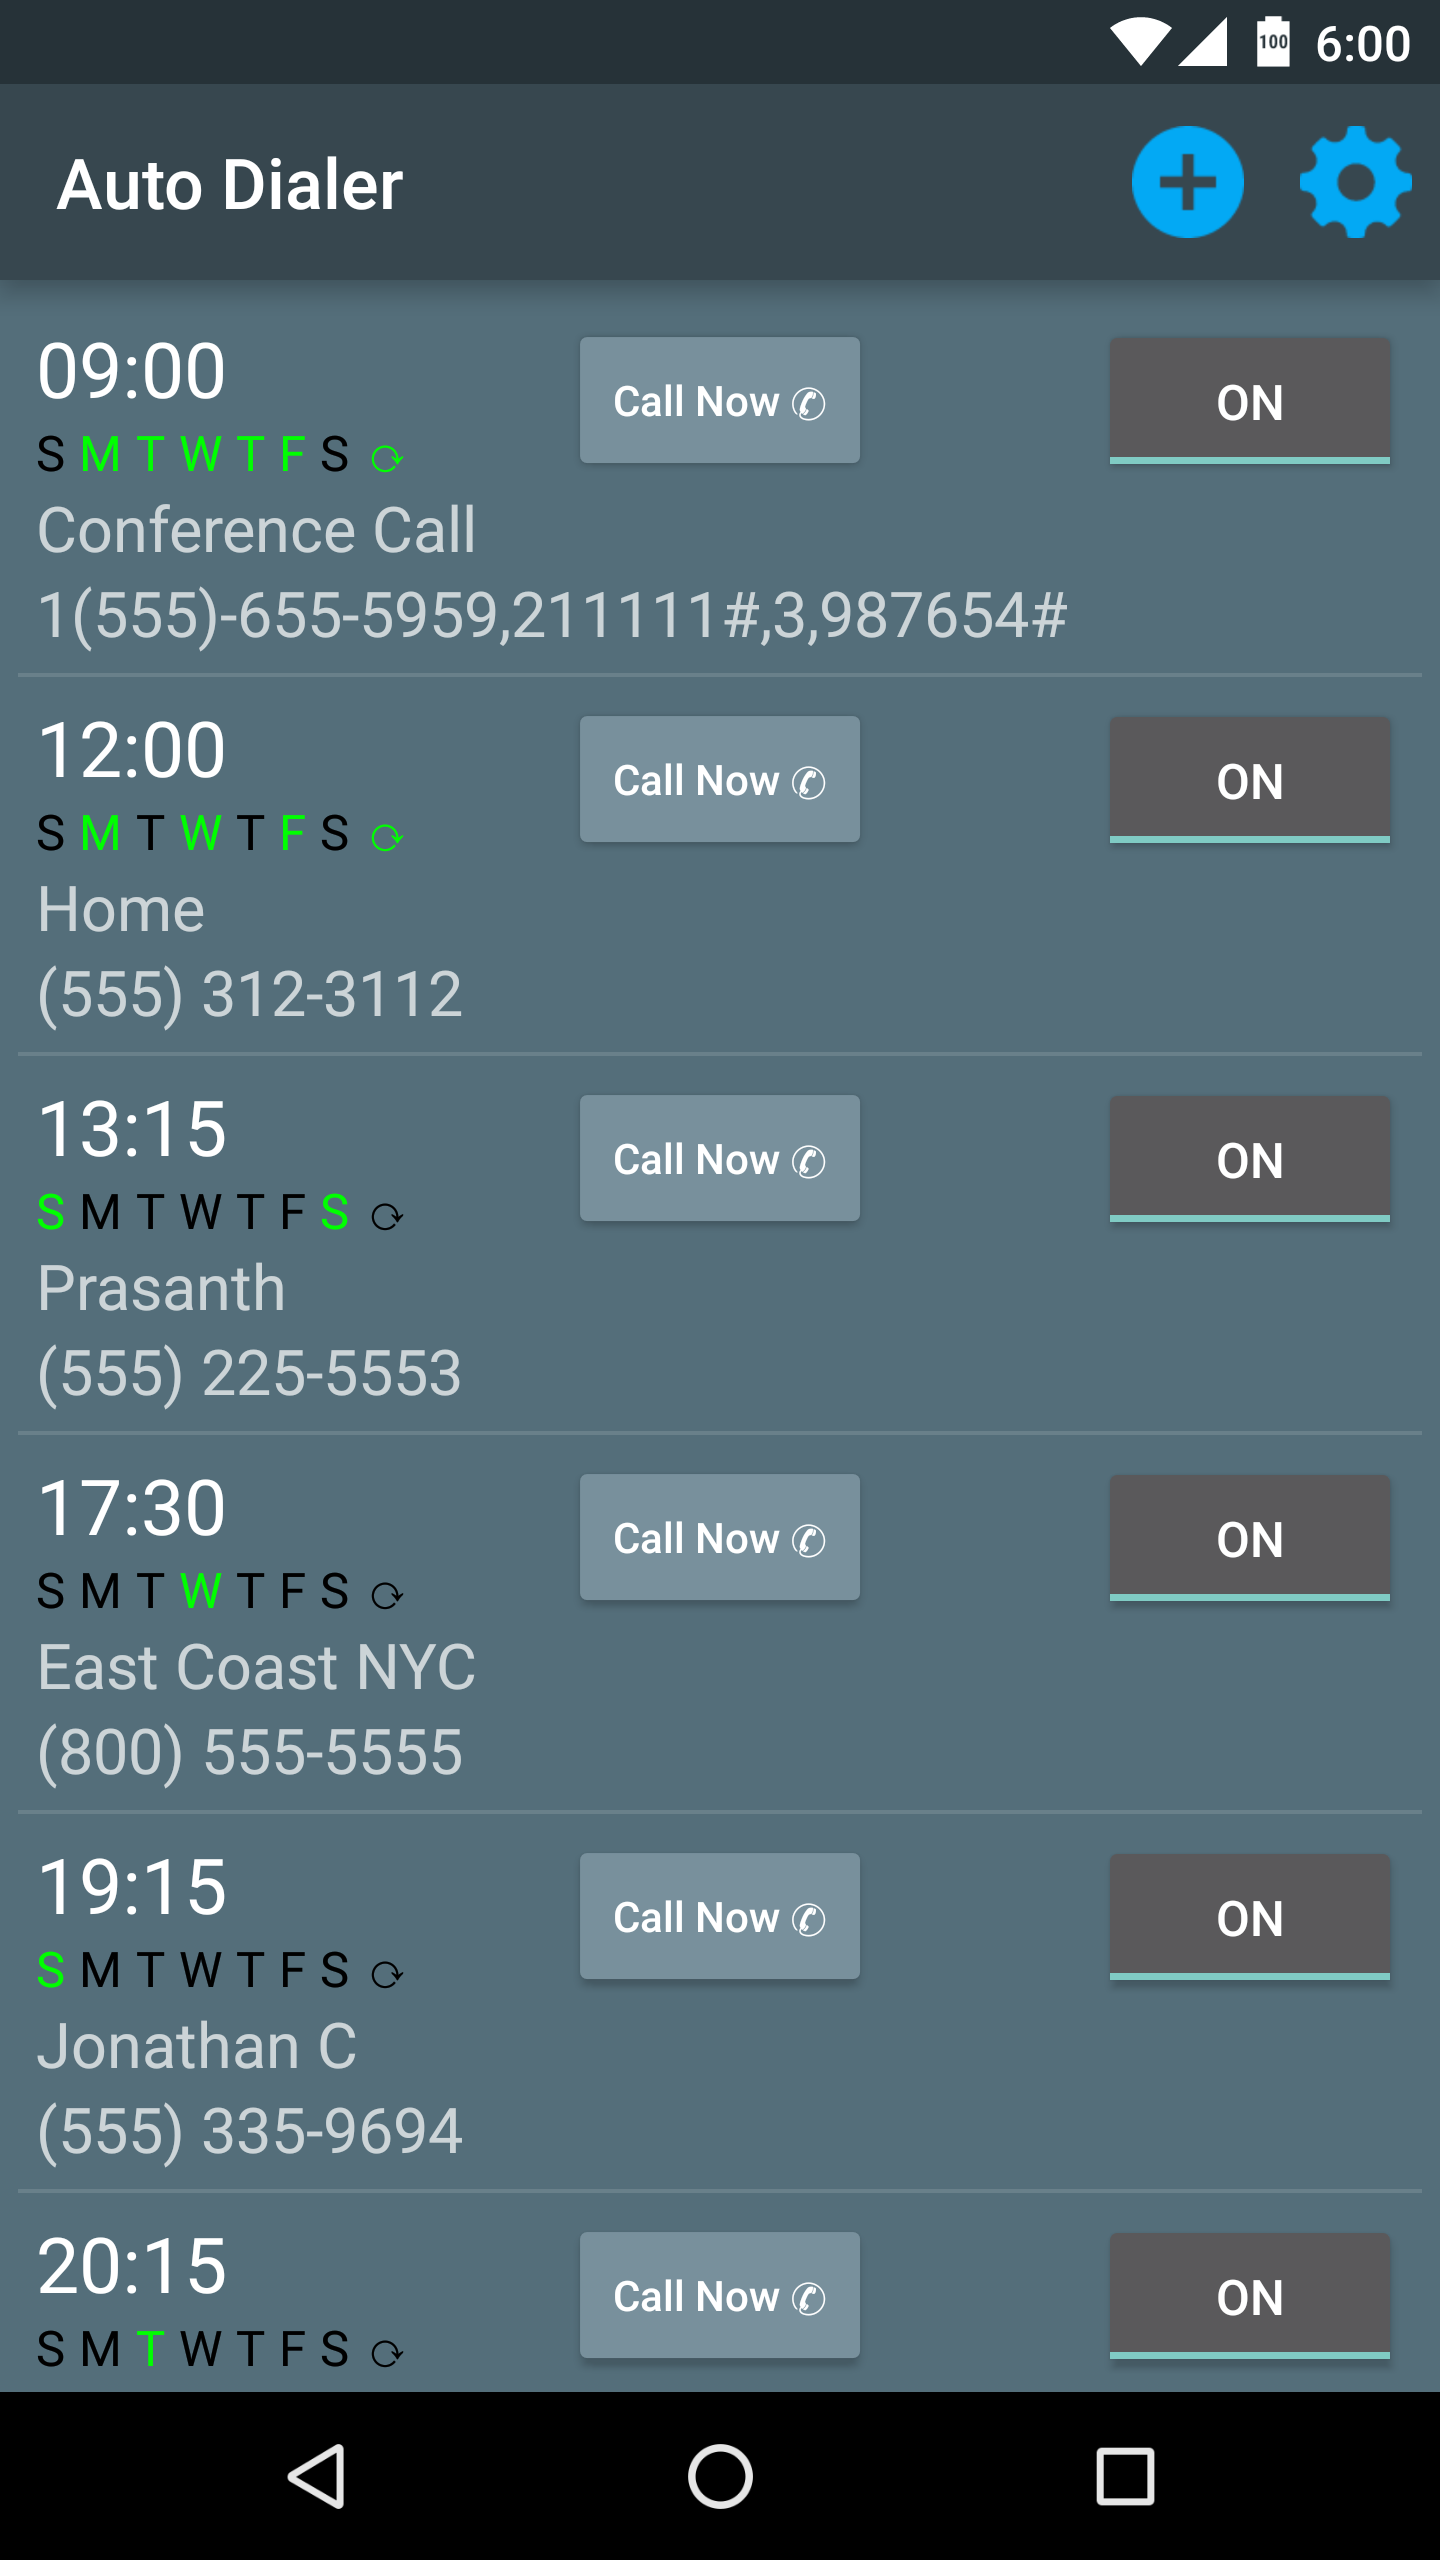 100 6:00
Auto Dialer
09:00 Call Now ✆ ON
S M T W T F S ⟳
Conference Call
1(555)-655-5959,211111#,3,987654#
12:00 Call Now ✆ ON
S M T W T F S ⟳
Home
(555) 312-3112
13:15 Call Now ✆ ON
S M T W T F S ⟳
Prasanth
(555) 225-5553
17:30 Call Now ✆ ON
S M T W T F S ⟳
East Coast NYC
(800) 555-5555
19:15 Call Now ✆ ON
S M T W T F S ⟳
Jonathan C
(555) 335-9694
20:15 Call Now ✆ ON
S M T W T F S ⟳